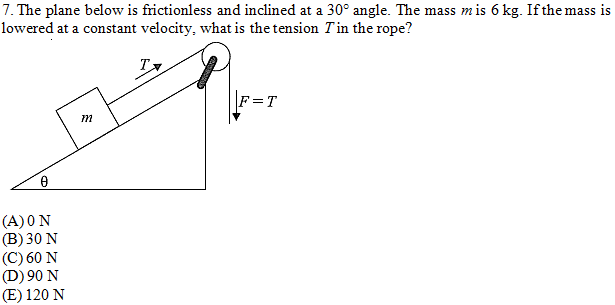 7. The plane below is frictionless and inclined at a 30° angle. The mass m is 6 kg. If the mass is
lowered at a constant velocity, what is the tension T in the rope?
T
F = T
m
θ
(A) 0 N
(B) 30 N
(C) 60 N
(D) 90 N
(E) 120 N